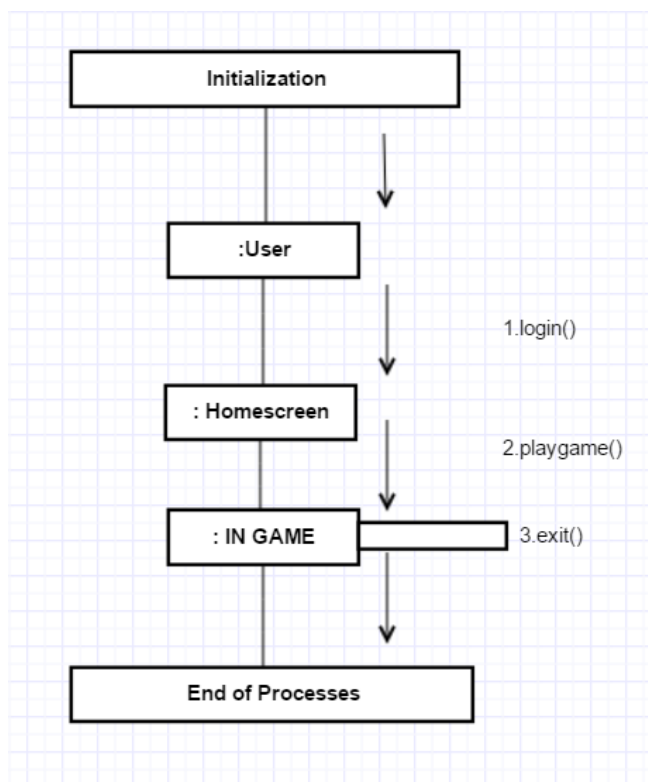 Initialization
:User
1.login()
: Homescreen
2.playgame()
: IN GAME
3.exit()
End of Processes